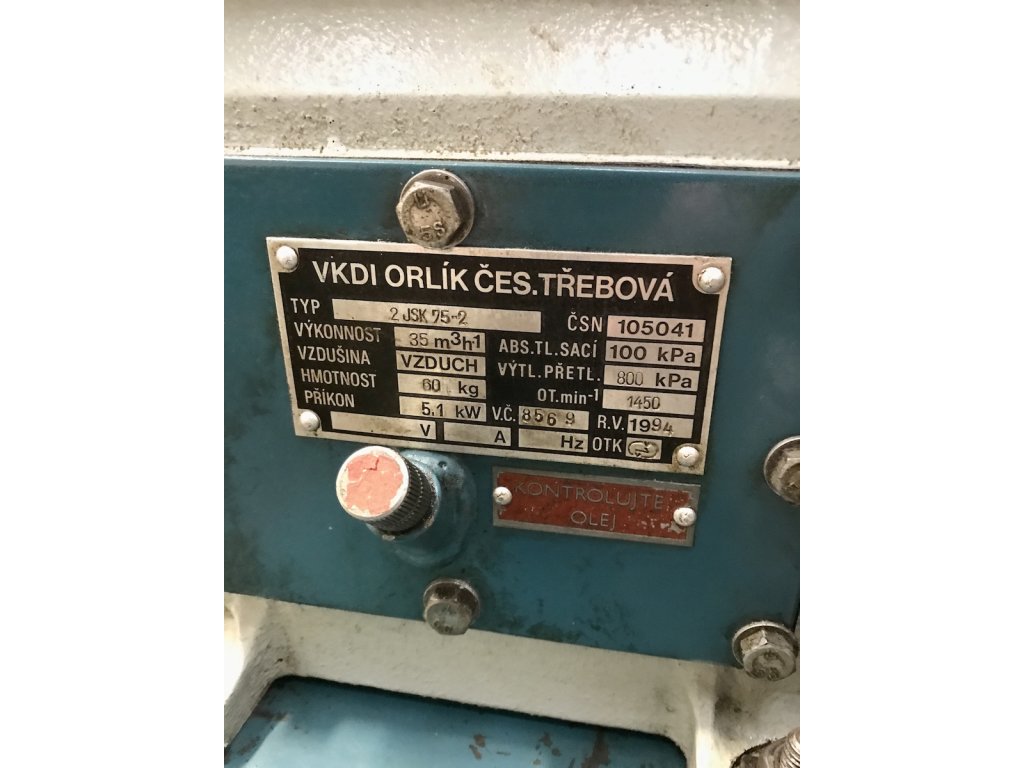 VKDI ORLÍK ČES.TŘEBOVÁ
TYP 2 JSK 75-2 ČSN 105041
VÝKONNOST 35 m3h-1 ABS.TL.SACÍ 100 kPa
VZDUŠINA VZDUCH VÝTL.PŘETL. 800 kPa
HMOTNOST 60 kg OT.min-1 1450
PŘÍKON 5.1 kW V.Č. 8569 R.V. 1994
V A Hz OTK
KONTROLUJTE
OLEJ